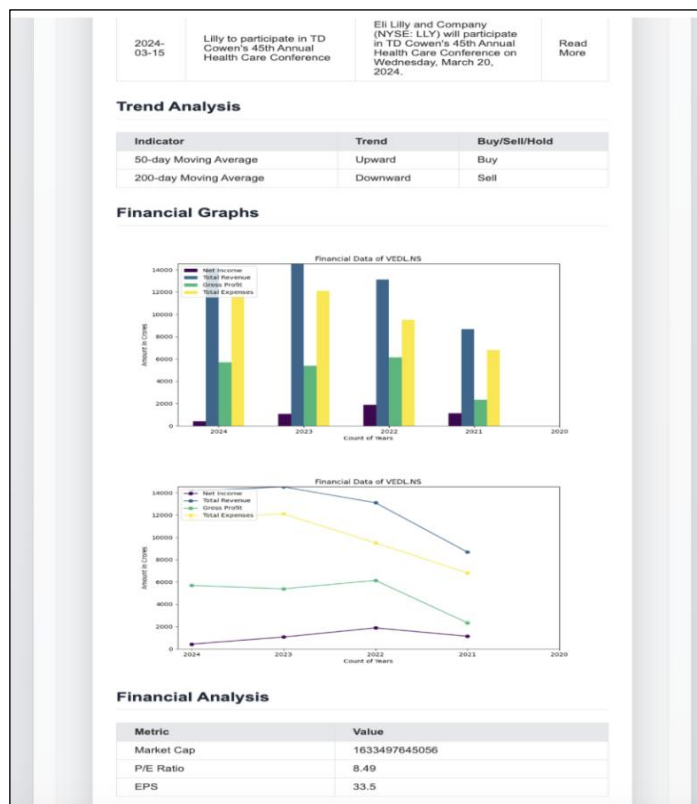 Eli Lilly and Company
(NYSE: LLY) will participate
2024-
03-15
Lilly to participate in TD
Cowen's 45th Annual
Health Care Conference
in TD Cowen's 45th Annual
Health Care Conference on
Wednesday, March 20,
2024.
Read
More
Trend Analysis
Indicator Trend Buy/Sell/Hold
50-day Moving Average Upward Buy
200-day Moving Average Downward Sell
Financial Graphs
Financial Data of VEDL.NS
Net Income
Total Revenue
Gross Profit
Total Expenses
Amount in Crores
14000
12000
10000
8000
6000
4000
2000
0
2024 2023 2022 2021 2020
Count of Years
Financial Data of VEDL.NS
Net Income
Total Revenue
Gross Profit
Total Expenses
Amount in Crores
14000
12000
10000
8000
6000
4000
2000
0
2024 2023 2022 2021 2020
Count of Years
Financial Analysis
Metric Value
Market Cap 1633497645056
P/E Ratio 8.49
EPS 33.5